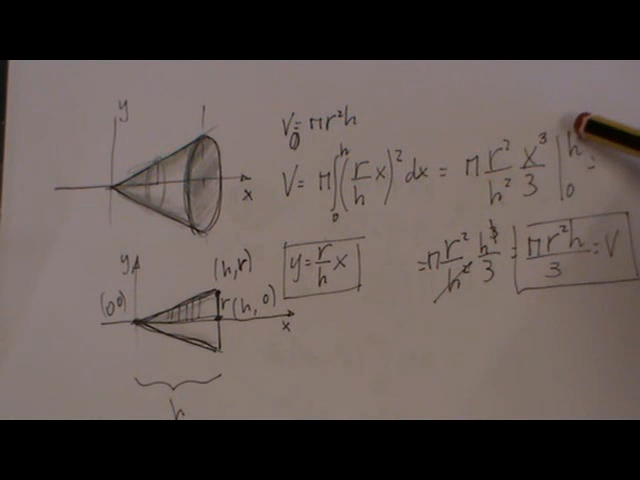 y
x
V₀ = πr²h
V = π∫₀ʰ (r/h x)² dx = π r²/h² x³/3 |₀ʰ =
y = r/h x
= π r²/h² h³/3 = πr²h/3 = V
y
(h,r)
(0 0)
r (h, 0)
x
h